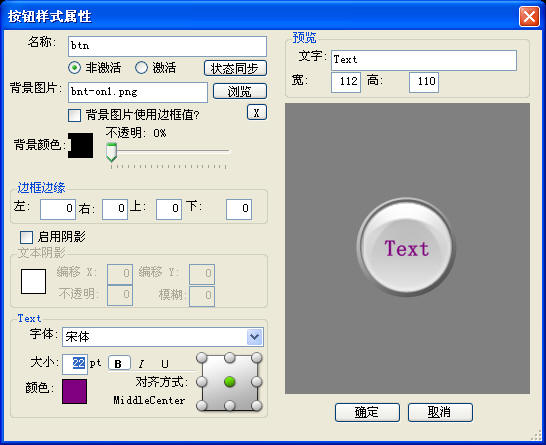 按钮样式属性
名称: btn
非激活 激活 状态同步
背景图片: bnt-on1.png 浏览
背景图片使用边框值? X
背景颜色: 不透明: 0%
边框边缘
左: 0 右: 0 上: 0 下: 0
启用阴影
文本阴影
编移 X: 0 编移 Y: 0
不透明: 0 模糊: 0
Text
字体: 宋体
大小: 22 pt B I U
颜色: 对齐方式:
MiddleCenter
预览
文字: Text
宽: 112 高: 110
Text
确定 取消